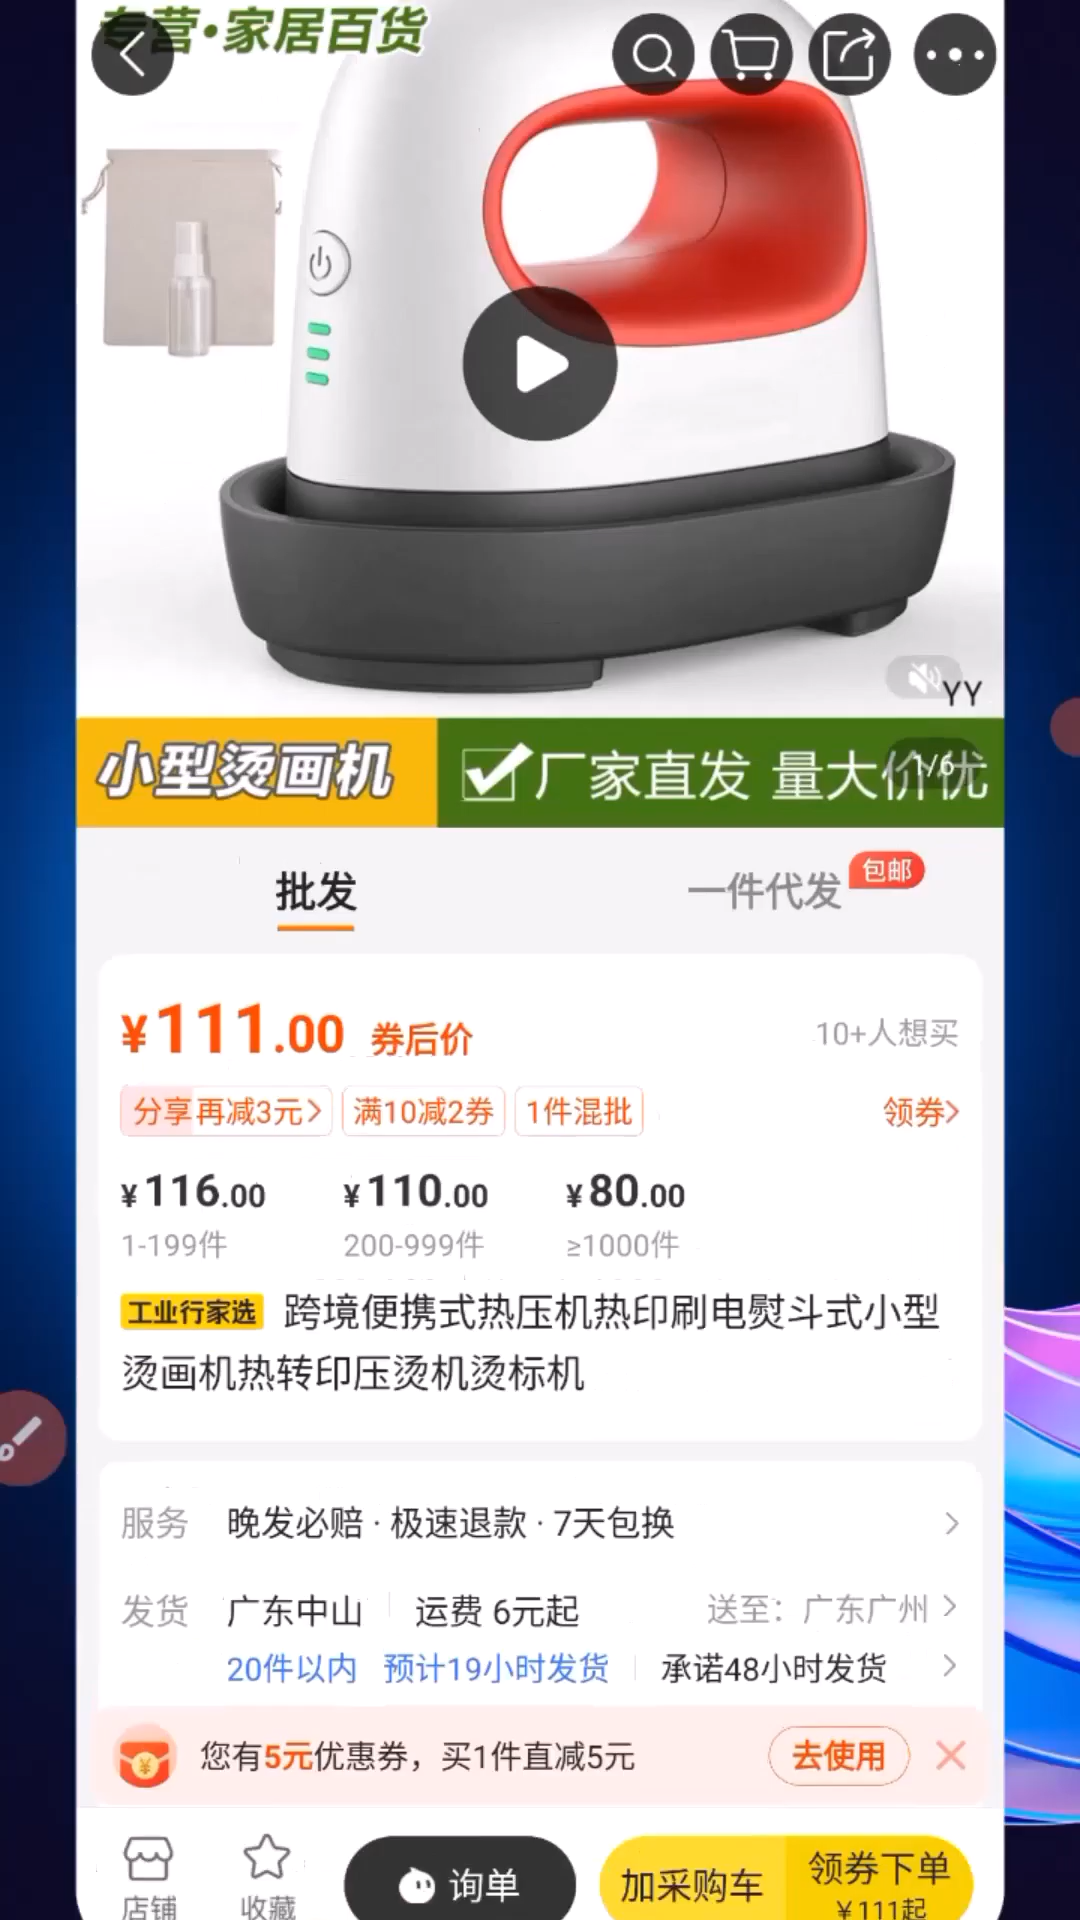 专营·家居百货
YY
小型烫画机
厂家直发 量大价优
1/6
批发
一件代发
包邮
¥111.00 券后价
10+人想买
分享再减3元>
满10减2券
1件混批
领券>
¥116.00 ¥110.00 ¥80.00
1-199件 200-999件 ≥1000件
工业行家选 跨境便携式热压机热印刷电熨斗式小型
烫画机热转印压烫机烫标机
服务 晚发必赔 · 极速退款 · 7天包换
发货 广东中山 运费 6元起 送至：广东广州
20件以内 预计19小时发货 承诺48小时发货
您有5元优惠券，买1件直减5元
去使用
店铺
收藏
询单
加采购车
领券下单
¥111起